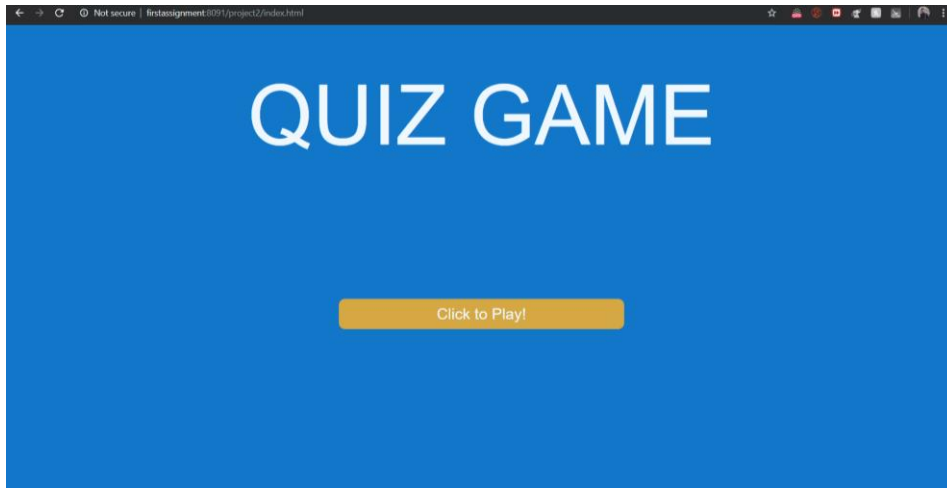 Not secure | firstassignment:8091/project2/index.html
QUIZ GAME
Click to Play!